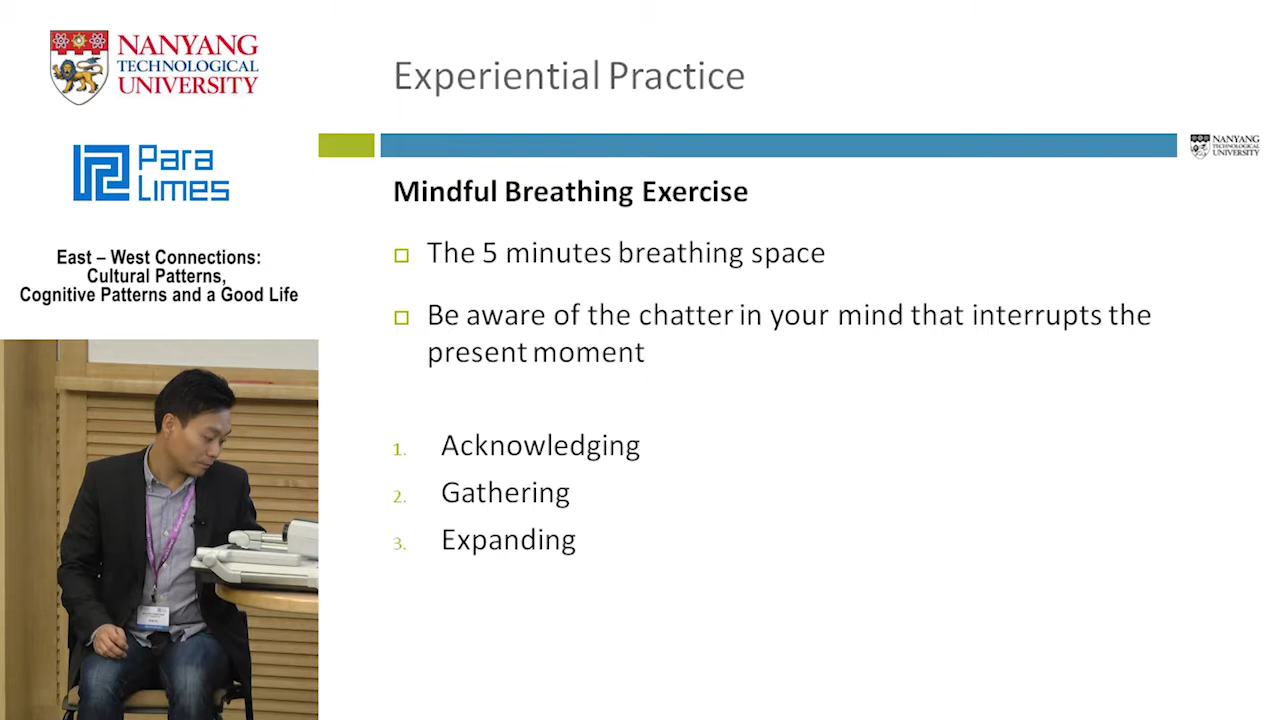 NANYANG
TECHNOLOGICAL
UNIVERSITY
Para
Limes
East – West Connections:
Cultural Patterns,
Cognitive Patterns and a Good Life
Experiential Practice
NANYANG
TECHNOLOGICAL
UNIVERSITY
Mindful Breathing Exercise
The 5 minutes breathing space
Be aware of the chatter in your mind that interrupts the
present moment
1. Acknowledging
2. Gathering
3. Expanding